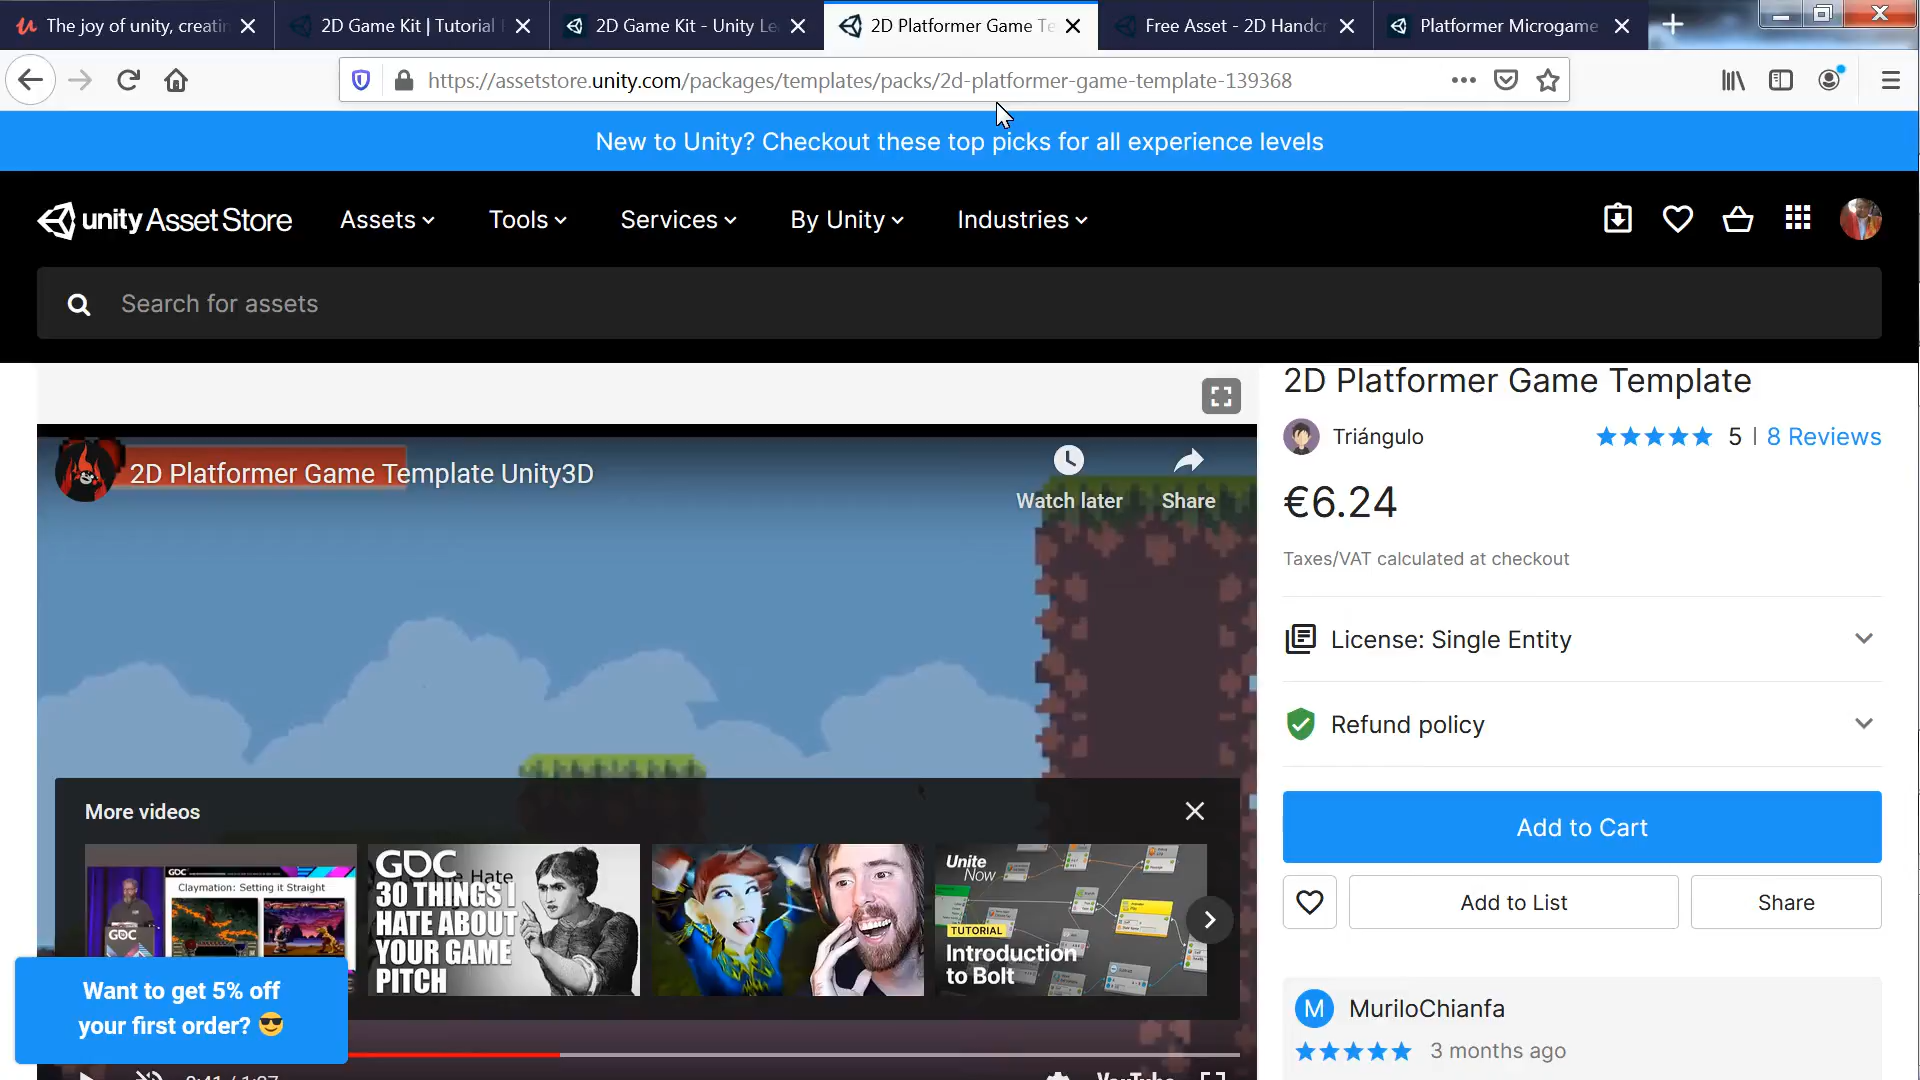 The joy of unity, creatin
2D Game Kit | Tutorial
2D Game Kit - Unity Le
2D Platformer Game Te
Free Asset - 2D Handcr
Platformer Microgame
https://assetstore.unity.com/packages/templates/packs/2d-platformer-game-template-139368
New to Unity? Checkout these top picks for all experience levels
unity Asset Store
Assets
Tools
Services
By Unity
Industries
Search for assets
2D Platformer Game Template
Triángulo
5 | 8 Reviews
€6.24
Taxes/VAT calculated at checkout
License: Single Entity
Refund policy
Add to Cart
Add to List
Share
M MuriloChianfa
3 months ago
2D Platformer Game Template Unity3D
Watch later
Share
More videos
GDC
Claymation: Setting it Straight
GDC
GDC
Hate
30 THINGS I
HATE ABOUT
YOUR GAME
PITCH
Unite
Now
TUTORIAL
Introduction
to Bolt
Want to get 5% off
your first order? 😎
YouTube